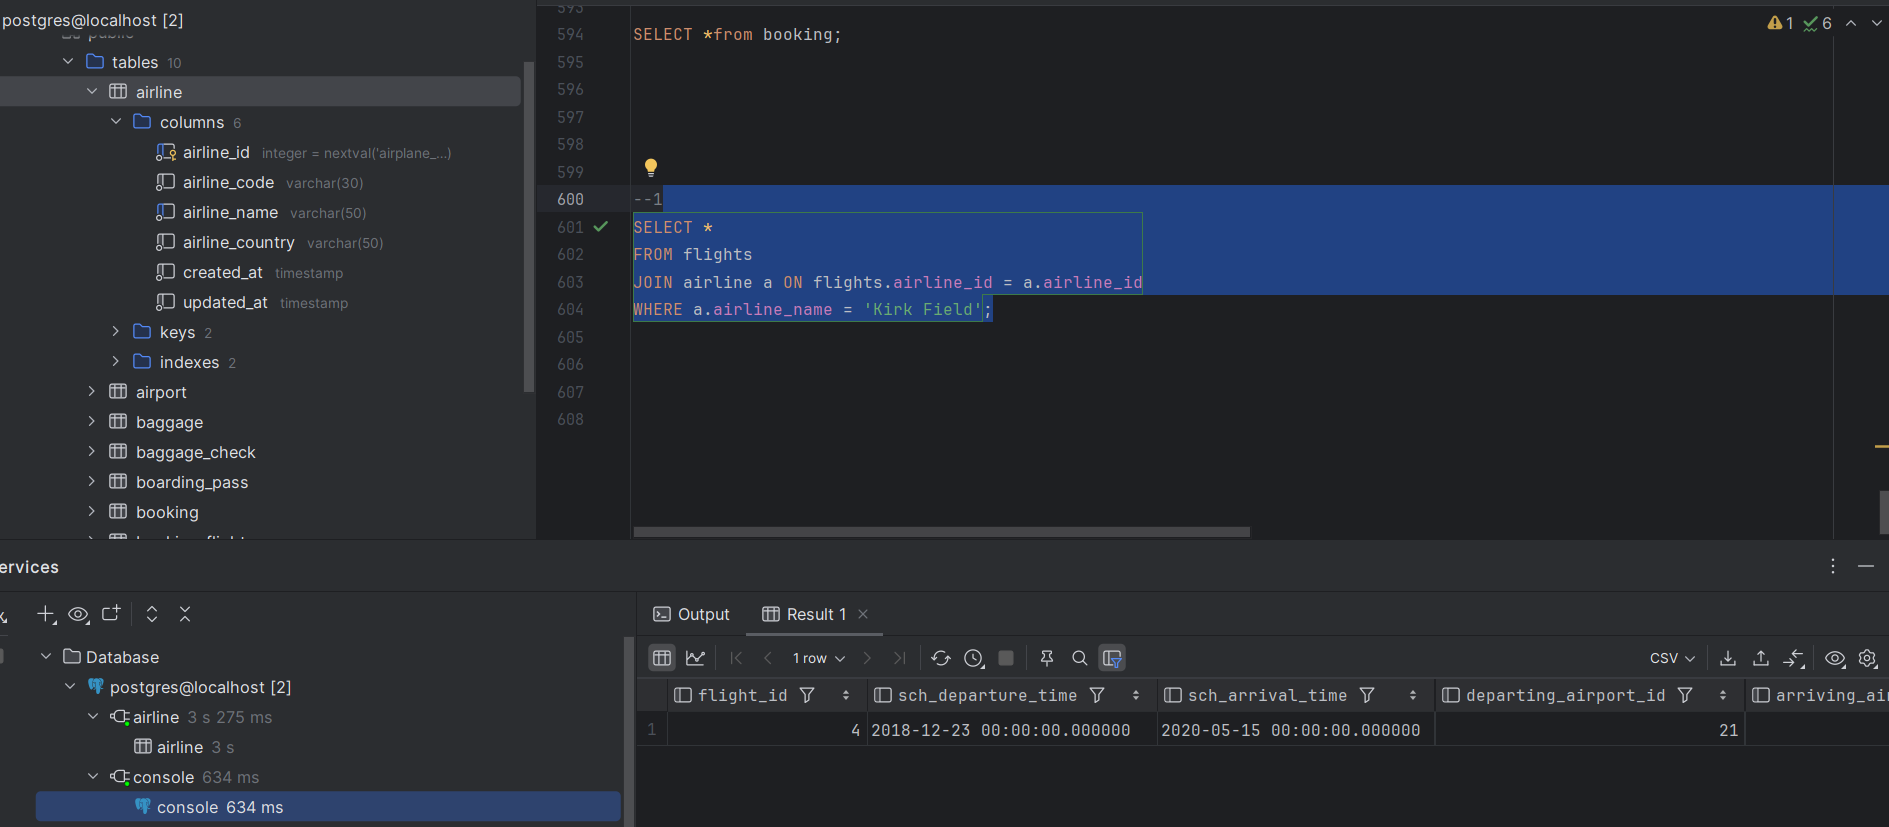 postgres@localhost [2]
public
tables 10
airline
columns 6
airline_id integer = nextval('airplane_...)
airline_code varchar(30)
airline_name varchar(50)
airline_country varchar(50)
created_at timestamp
updated_at timestamp
keys 2
indexes 2
airport
baggage
baggage_check
boarding_pass
booking
593
594 SELECT *from booking;
595
596
597
598
599
600 --1
601 SELECT *
602 FROM flights
603 JOIN airline a ON flights.airline_id = a.airline_id
604 WHERE a.airline_name = 'Kirk Field';
605
606
607
608
1 6
ervices
Database
postgres@localhost [2]
airline 3 s 275 ms
airline 3 s
console 634 ms
console 634 ms
Output Result 1
1 row CSV
flight_id sch_departure_time sch_arrival_time departing_airport_id arriving_ai
1 4 2018-12-23 00:00:00.000000 2020-05-15 00:00:00.000000 21